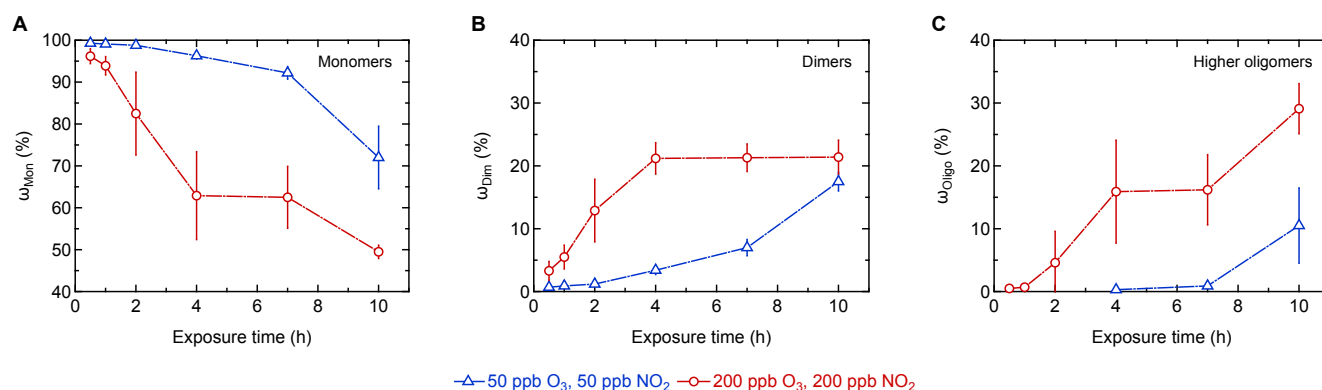 A
B
C
100
90
80
70
60
50
40
0
2
4
6
8
10
ω_Mon (%)
Exposure time (h)
Monomers
40
30
20
10
0
0
2
4
6
8
10
ω_Dim (%)
Exposure time (h)
Dimers
40
30
20
10
0
0
2
4
6
8
10
ω_Oligo (%)
Exposure time (h)
Higher oligomers
50 ppb O₃, 50 ppb NO₂
200 ppb O₃, 200 ppb NO₂